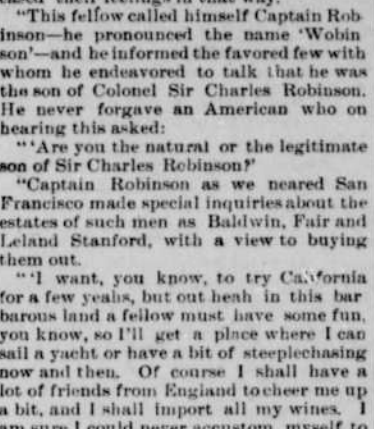 "This fellow called himself Captain Rob
inson—he pronounced the name 'Wobin
son'—and he informed the favored few with
whom he endeavored to talk that he was
the son of Colonel Sir Charles Robinson.
He never forgave an American who on
hearing this asked:
"'Are you the natural or the legitimate
son of Sir Charles Robinson?'
"Captain Robinson as we neared San
Francisco made special inquiries about the
estates of such men as Baldwin, Fair and
Leland Stanford, with a view to buying
them out.
"'I want, you know, to try California
for a few yeahs, but out heah in this bar
barous land a fellow must have some fun,
you know, so I'll get a place where I can
sail a yacht or have a bit of steeplechasing
now and then. Of course I shall have a
lot of friends from England to cheer me up
a bit, and I shall import all my wines. I
am sure I could never accustom myself to